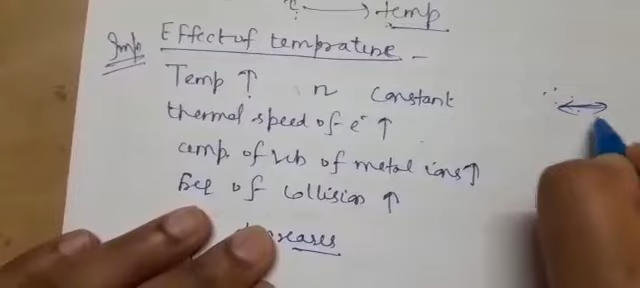 τ → temp
Imp Effect of temprature –
Temp ↑ n constant
thermal speed of e⁻ ↑
amp. of vib of metal ions ↑
freq of collision ↑
decreases